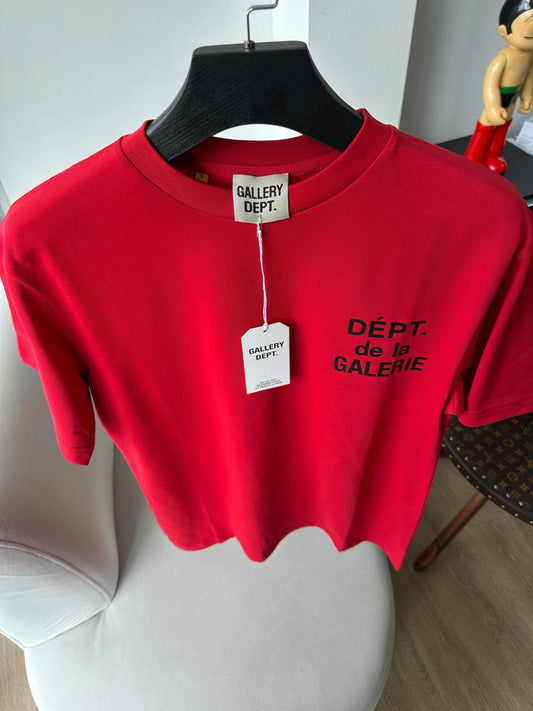 GALLERY
DEPT.
GALLERY
DEPT.
DÉPT.
de la
GALERIE